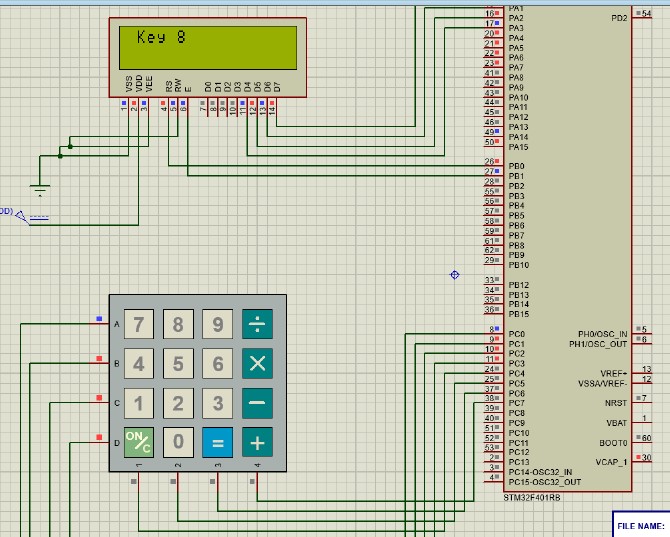 Key 8
VSS
VDD
VEE
RS
RW
E
D0
D1
D2
D3
D4
D5
D6
D7
1
2
3
4
5
6
7
8
9
10
11
12
13
14
DD)
7 8 9 ÷
4 5 6 ×
1 2 3 −
ON/C 0 = +
A
B
C
D
1
2
3
4
PA1
16 PA2
17 PA3
20 PA4
21 PA5
22 PA6
23 PA7
41 PA8
42 PA9
43 PA10
44 PA11
45 PA12
46 PA13
49 PA14
50 PA15
26 PB0
27 PB1
28 PB2
55 PB3
56 PB4
57 PB5
58 PB6
59 PB7
61 PB8
62 PB9
29 PB10
33 PB12
34 PB13
35 PB14
36 PB15
8 PC0
9 PC1
10 PC2
11 PC3
24 PC4
25 PC5
37 PC6
38 PC7
39 PC8
40 PC9
51 PC10
52 PC11
53 PC12
2 PC13
3 PC14-OSC32_IN
4 PC15-OSC32_OUT
PD2 54
PH0/OSC_IN 5
PH1/OSC_OUT 6
VREF+ 13
VSSA/VREF- 12
NRST 7
VBAT 1
BOOT0 60
VCAP_1 30
STM32F401RB
FILE NAME: